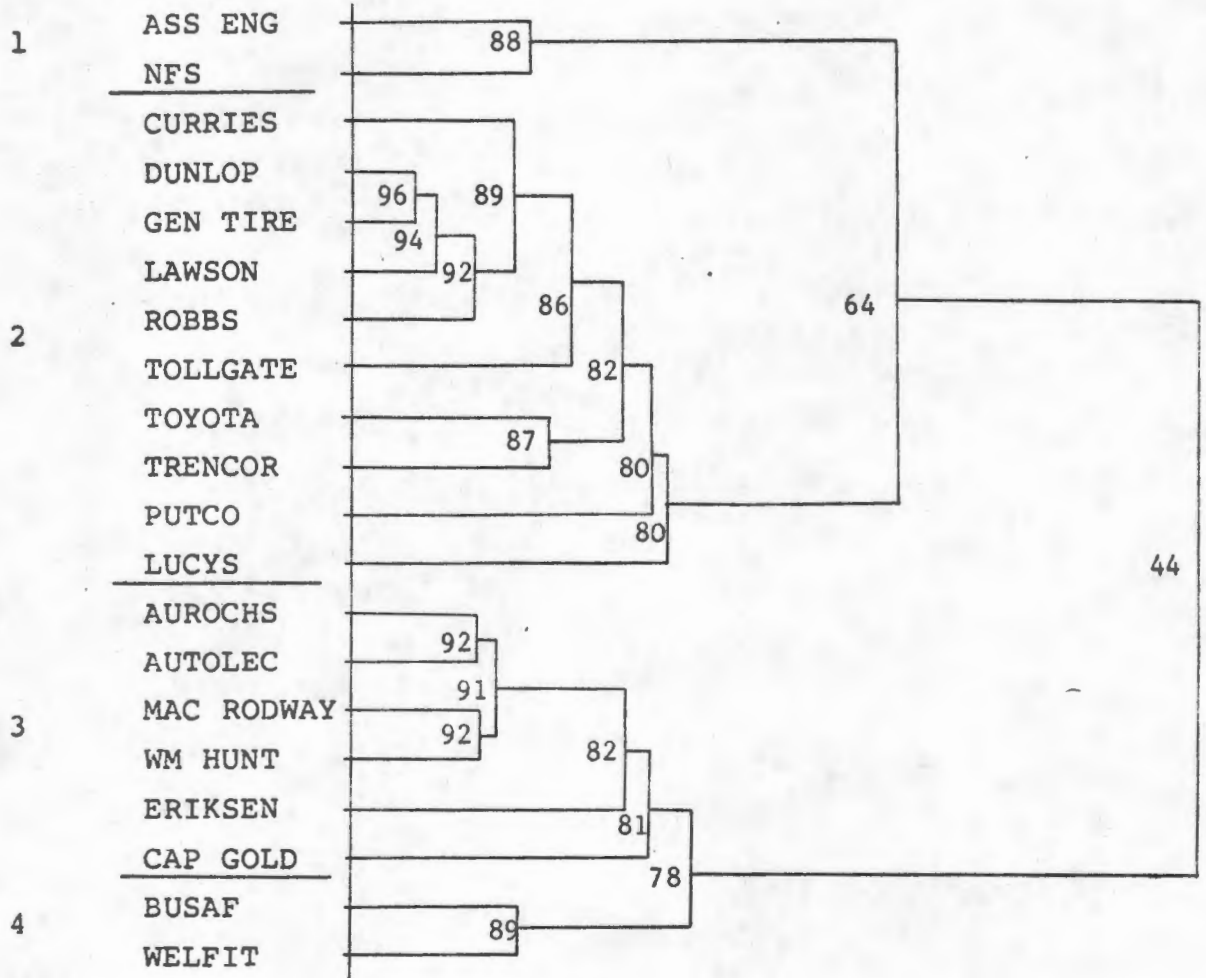 1
ASS ENG
88
NFS
CURRIES
DUNLOP
96
89
GEN TIRE
94
LAWSON
92
ROBBS
86
64
2
TOLLGATE
82
TOYOTA
87
TRENCOR
80
PUTCO
80
LUCYS
44
AUROCHS
92
AUTOLEC
91
MAC RODWAY
3
92
WM HUNT
82
ERIKSEN
81
CAP GOLD
78
BUSAF
4
89
WELFIT